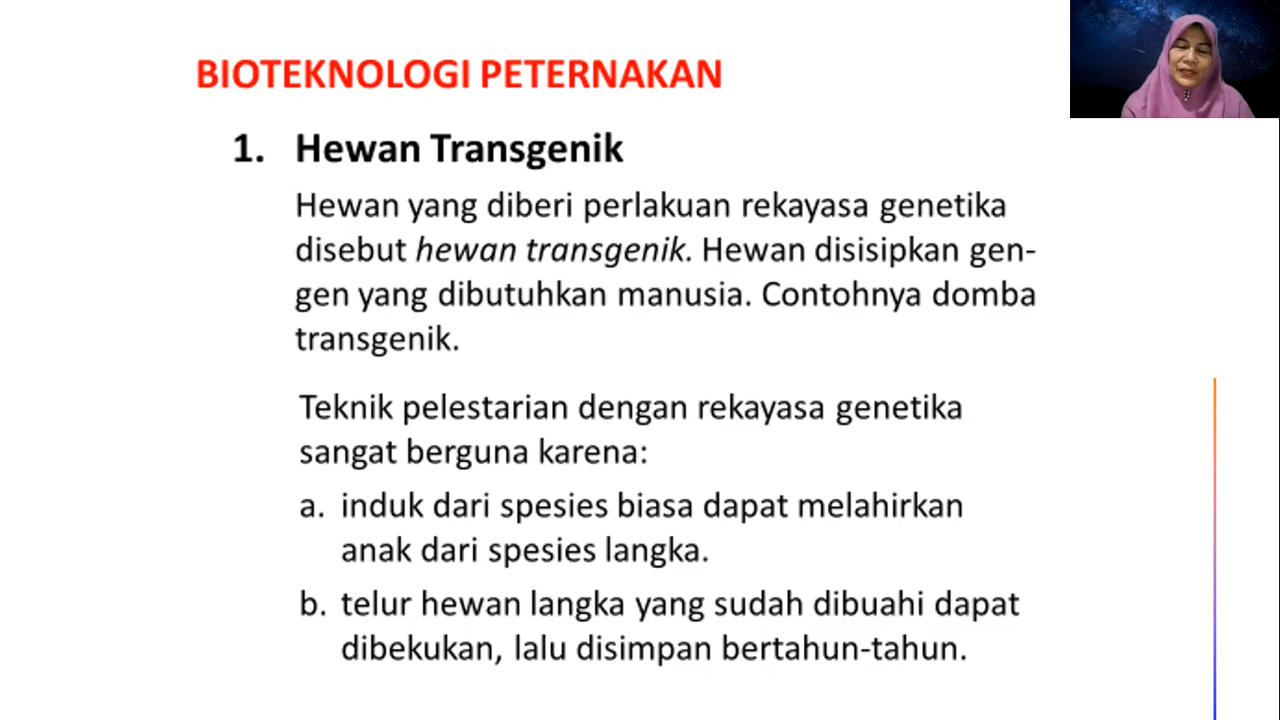 BIOTEKNOLOGI PETERNAKAN
1. Hewan Transgenik
Hewan yang diberi perlakuan rekayasa genetika
disebut hewan transgenik. Hewan disisipkan gen-
gen yang dibutuhkan manusia. Contohnya domba
transgenik.
Teknik pelestarian dengan rekayasa genetika
sangat berguna karena:
a. induk dari spesies biasa dapat melahirkan
anak dari spesies langka.
b. telur hewan langka yang sudah dibuahi dapat
dibekukan, lalu disimpan bertahun-tahun.